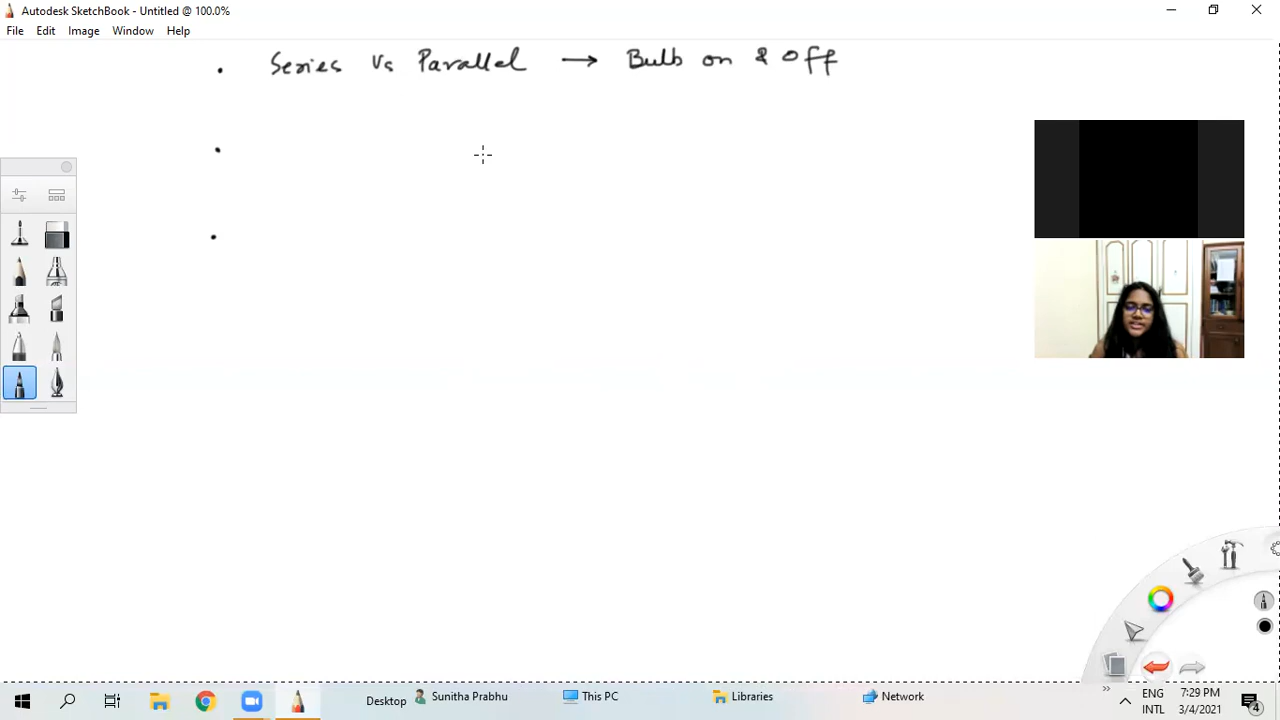 Autodesk SketchBook - Untitled @ 100.0%
File Edit Image Window Help
• Series Vs Parallel → Bulb on & Off
•
•
Desktop Sunitha Prabhu This PC Libraries Network » ENG 7:29 PM
INTL 3/4/2021 4